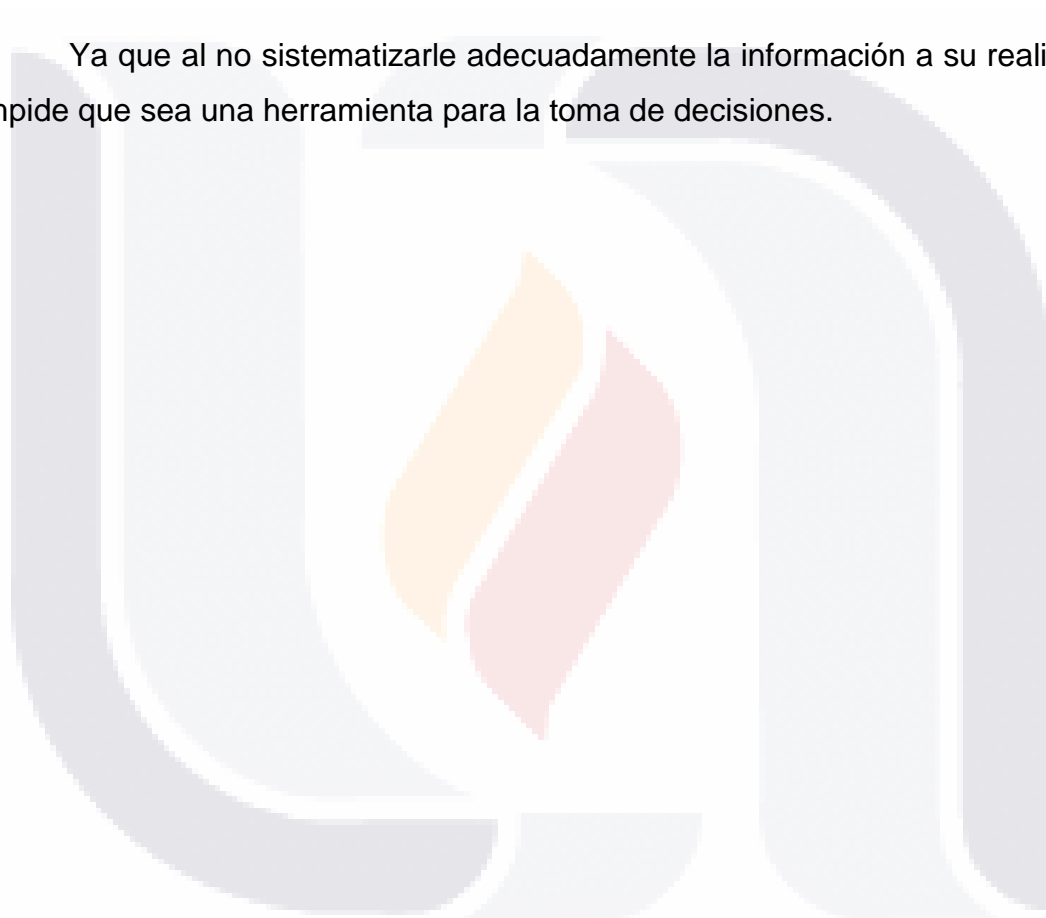 Ya que al no sistematizarle adecuadamente la información a su reali
npide que sea una herramienta para la toma de decisiones.